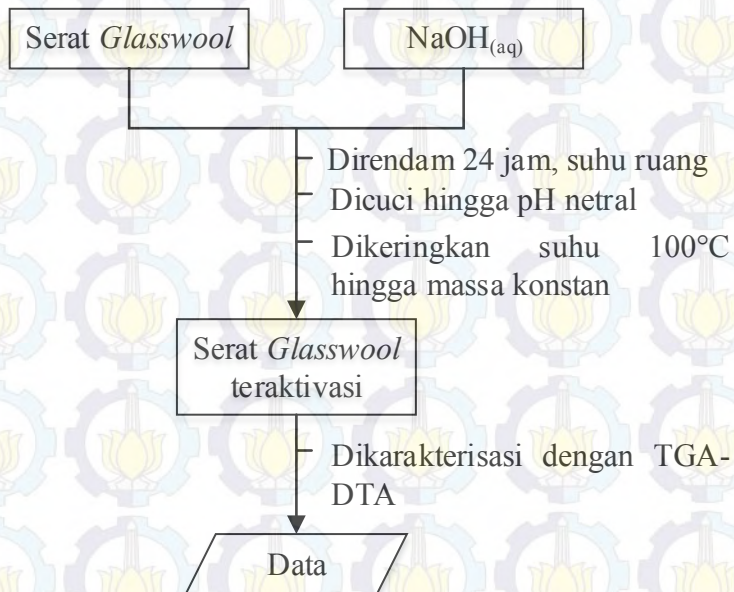 Serat Glasswool
NaOH(aq)
Direndam 24 jam, suhu ruang
Dicuci hingga pH netral
Dikeringkan suhu 100°C
hingga massa konstan
Serat Glasswool
teraktivasi
Dikarakterisasi dengan TGA-
DTA
Data